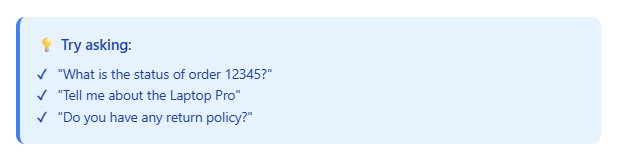 💡 Try asking:
✓ "What is the status of order 12345?"
✓ "Tell me about the Laptop Pro"
✓ "Do you have any return policy?"